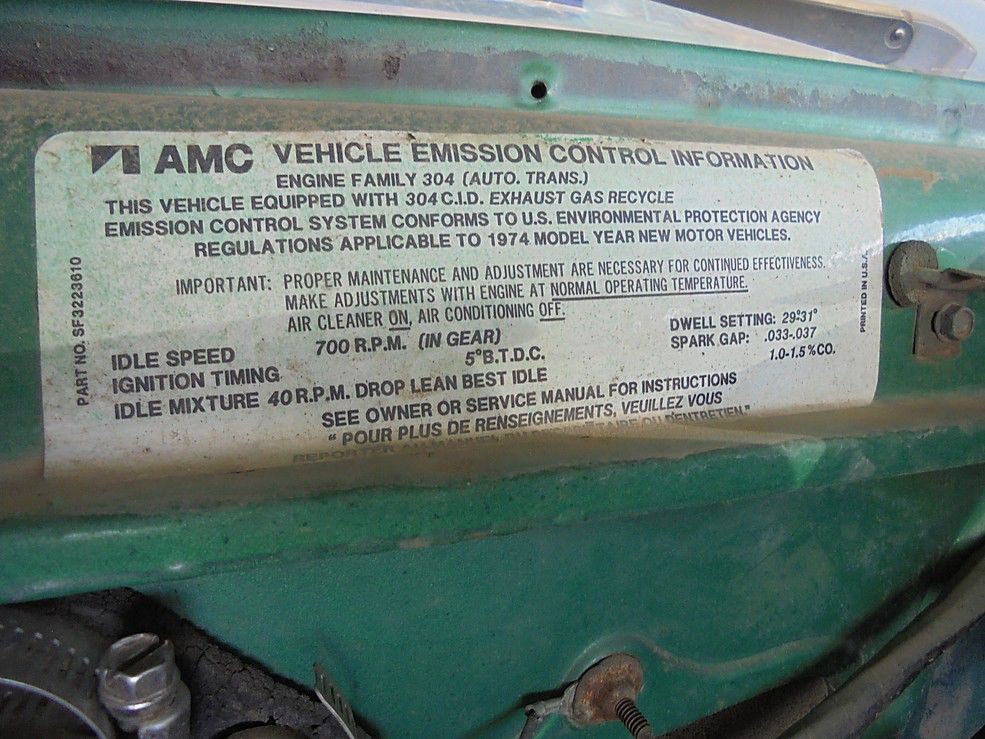 AMC VEHICLE EMISSION CONTROL INFORMATION
ENGINE FAMILY 304 (AUTO. TRANS.)
THIS VEHICLE EQUIPPED WITH 304 C.I.D. EXHAUST GAS RECYCLE
EMISSION CONTROL SYSTEM CONFORMS TO U.S. ENVIRONMENTAL PROTECTION AGENCY
REGULATIONS APPLICABLE TO 1974 MODEL YEAR NEW MOTOR VEHICLES.
IMPORTANT: PROPER MAINTENANCE AND ADJUSTMENT ARE NECESSARY FOR CONTINUED EFFECTIVENESS.
MAKE ADJUSTMENTS WITH ENGINE AT NORMAL OPERATING TEMPERATURE.
AIR CLEANER ON, AIR CONDITIONING OFF.
IDLE SPEED 700 R.P.M. (IN GEAR) DWELL SETTING: 29°31°
IGNITION TIMING 5° B.T.D.C. SPARK GAP: .033-.037
IDLE MIXTURE 40 R.P.M. DROP LEAN BEST IDLE 1.0-1.5% CO.
SEE OWNER OR SERVICE MANUAL FOR INSTRUCTIONS
" POUR PLUS DE RENSEIGNEMENTS, VEUILLEZ VOUS
REPORTER AU MANUEL DU D'ENTRETIEN."
PART NO. SF3223610
PRINTED IN U.S.A.